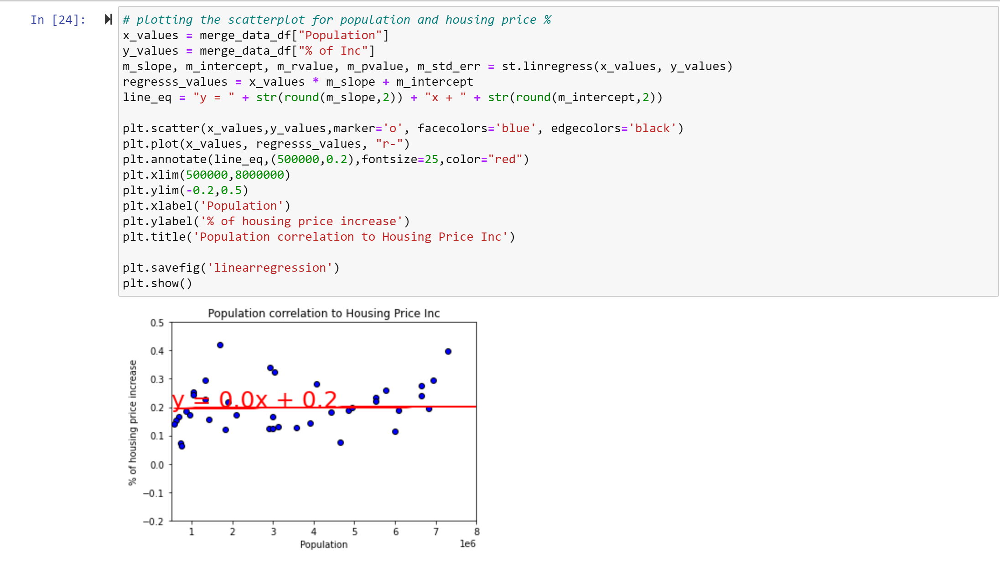 In [24]:
# plotting the scatterplot for population and housing price %
x_values = merge_data_df["Population"]
y_values = merge_data_df["% of Inc"]
m_slope, m_intercept, m_rvalue, m_pvalue, m_std_err = st.linregress(x_values, y_values)
regresss_values = x_values * m_slope + m_intercept
line_eq = "y = " + str(round(m_slope,2)) + "x + " + str(round(m_intercept,2))
plt.scatter(x_values,y_values,marker='o', facecolors='blue', edgecolors='black')
plt.plot(x_values, regresss_values, "r-")
plt.annotate(line_eq,(500000,0.2),fontsize=25,color="red")
plt.xlim(500000,8000000)
plt.ylim(-0.2,0.5)
plt.xlabel('Population')
plt.ylabel('% of housing price increase')
plt.title('Population correlation to Housing Price Inc')
plt.savefig('linearregression')
plt.show()
Population correlation to Housing Price Inc
% of housing price increase
0.5
0.4
0.3
0.2
0.1
0.0
−0.1
−0.2
y = 0.0x + 0.2
1 2 3 4 5 6 7 8
Population
1e6